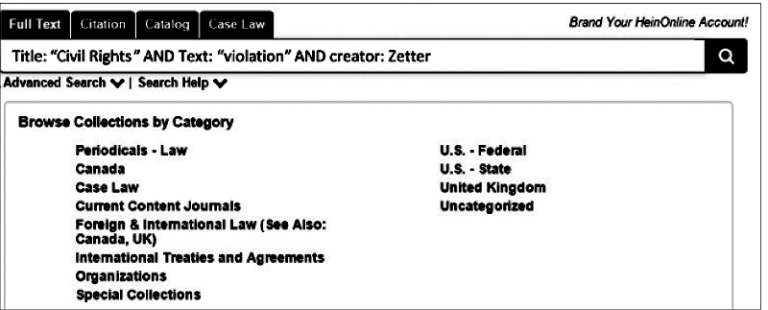 Full Text Citation Catalog Case Law Brand Your HeinOnline Account!
Title: “Civil Rights” AND Text: “violation” AND creator: Zetter
Advanced Search | Search Help
Browse Collections by Category
Periodicals - Law
Canada
Case Law
Current Content Journals
Foreign & International Law (See Also:
Canada, UK)
International Treaties and Agreements
Organizations
Special Collections
U.S. - Federal
U.S. - State
United Kingdom
Uncategorized